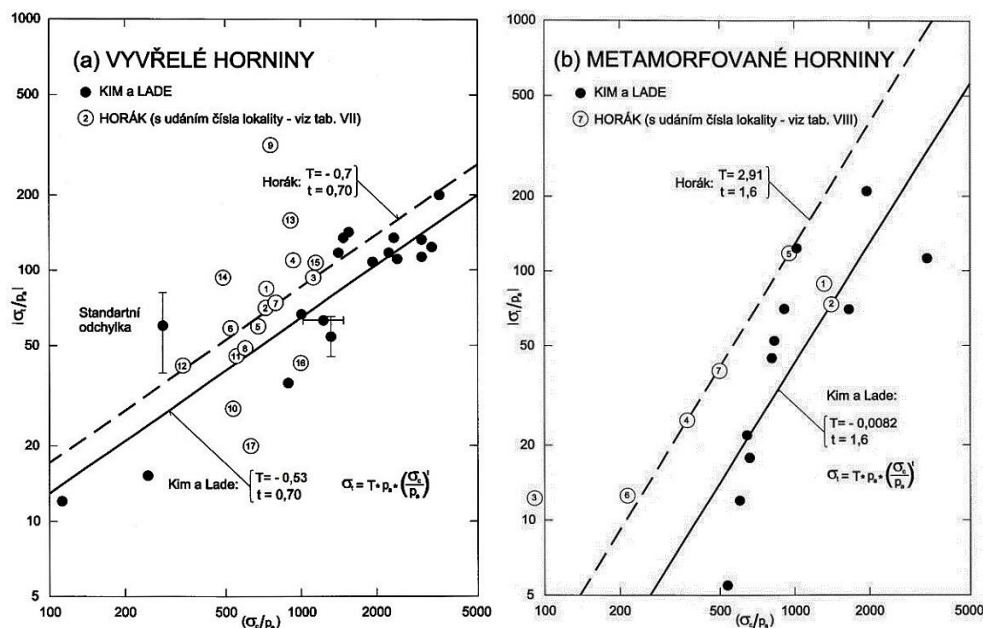 (a) VYVŘELÉ HORNINY
KIM a LADE
2 HORÁK (s udáním čísla lokality - viz tab. VII)
1000
500
200
100
50
20
10
5
|σt/pa|
9
Horák:
T= - 0,7
t = 0,70
13
4
15
14
3
1
7
2
6
5
10
11
12
16
17
8
Standartní
odchylka
Kim a Lade:
T= - 0,53
t = 0,70
σt = T*pa*(σc/pa)t
100
200
500
1000
2000
5000
(σc/pa)
(b) METAMORFOVANÉ HORNINY
KIM a LADE
7 HORÁK (s udáním čísla lokality - viz tab. VIII)
1000
500
200
100
50
20
10
5
|σt/pa|
Horák:
T= 2,91
t = 1,6
5
1
2
7
4
3
6
Kim a Lade:
T= - 0,0082
t = 1,6
σt = T*pa*(σc/pa)t
100
200
500
1000
2000
5000
(σc/pa)